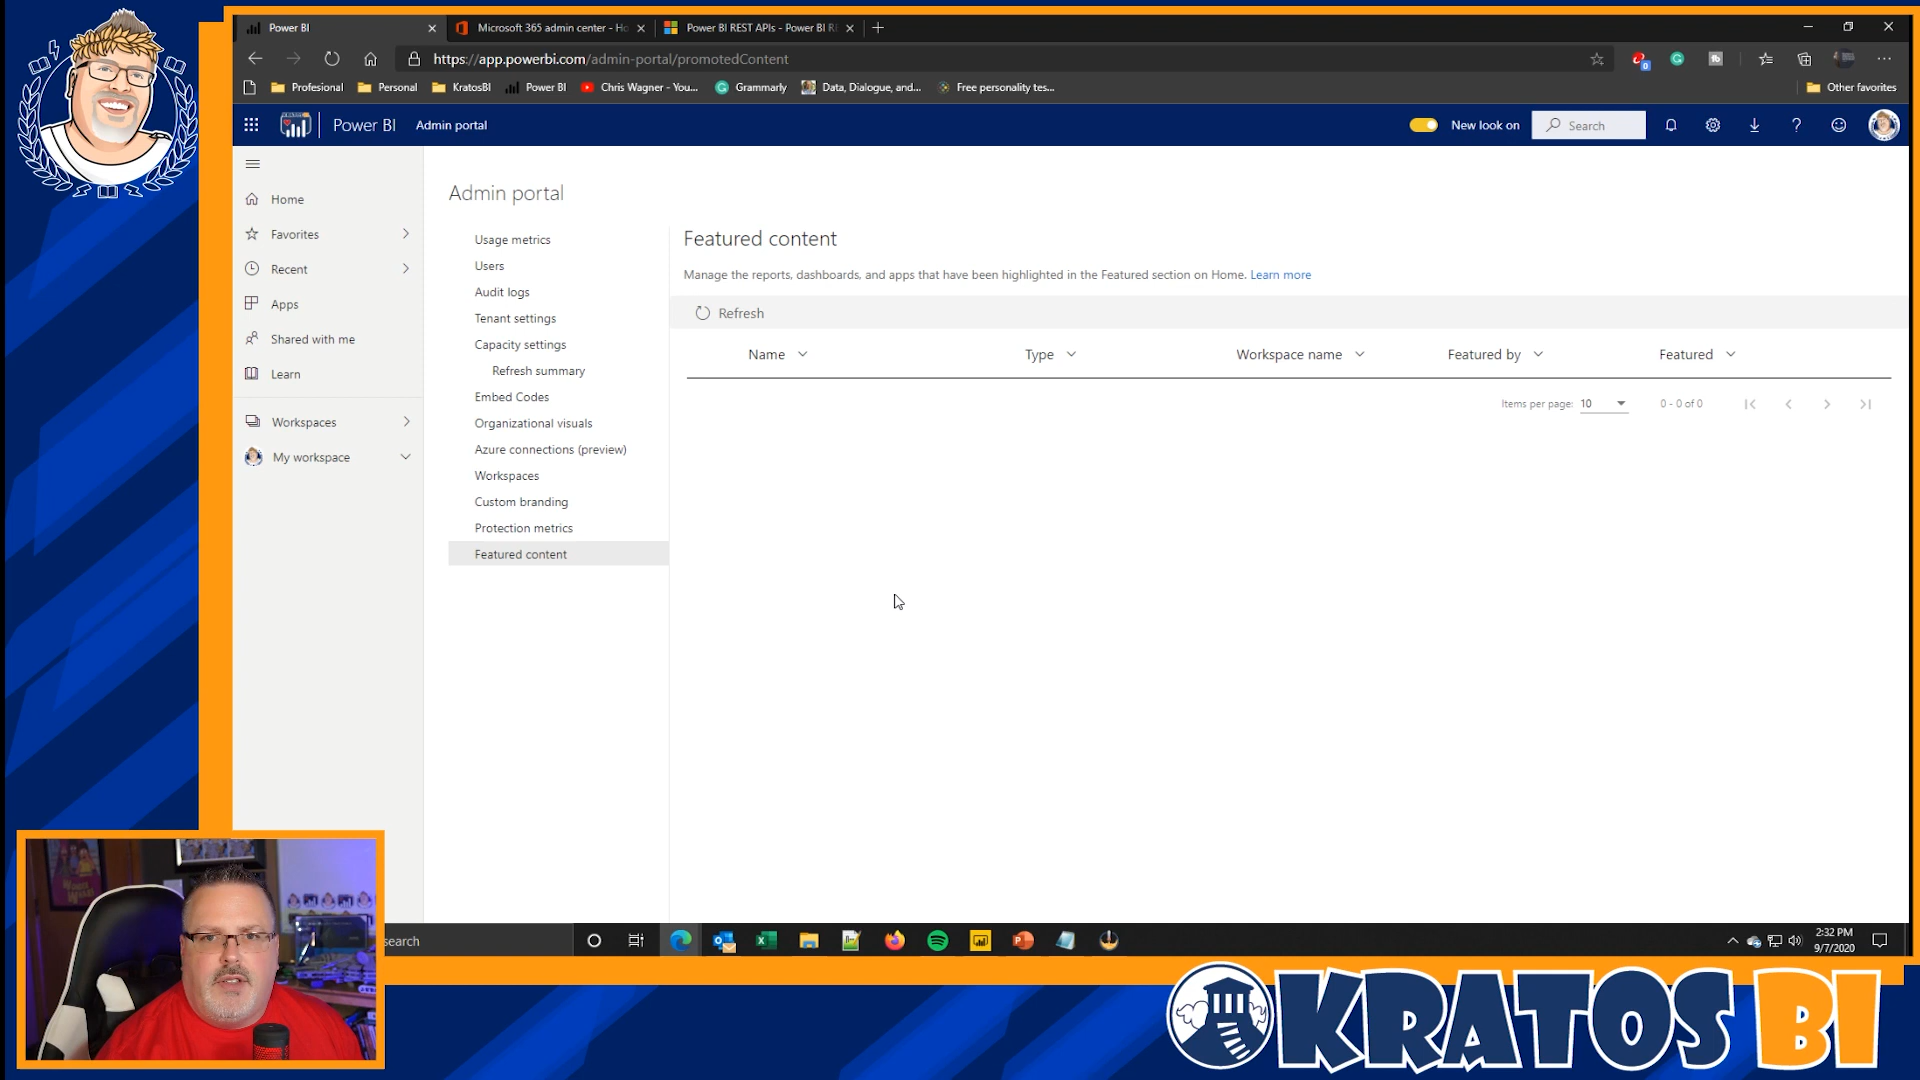 Power BI
Microsoft 365 admin center - Ho
Power BI REST APIs - Power BI R
https://app.powerbi.com/admin-portal/promotedContent
Profesional
Personal
KratosBI
Power BI
Chris Wagner - You...
Grammarly
Data, Dialogue, and...
Free personality tes...
Other favorites
Power BI
Admin portal
New look on
Search
Home
Favorites
Recent
Apps
Shared with me
Learn
Workspaces
My workspace
Admin portal
Usage metrics
Users
Audit logs
Tenant settings
Capacity settings
Refresh summary
Embed Codes
Organizational visuals
Azure connections (preview)
Workspaces
Custom branding
Protection metrics
Featured content
Featured content
Manage the reports, dashboards, and apps that have been highlighted in the Featured section on Home. Learn more
Refresh
Name
Type
Workspace name
Featured by
Featured
Items per page: 10
0 - 0 of 0
search
2:32 PM
9/7/2020
KRATOS BI